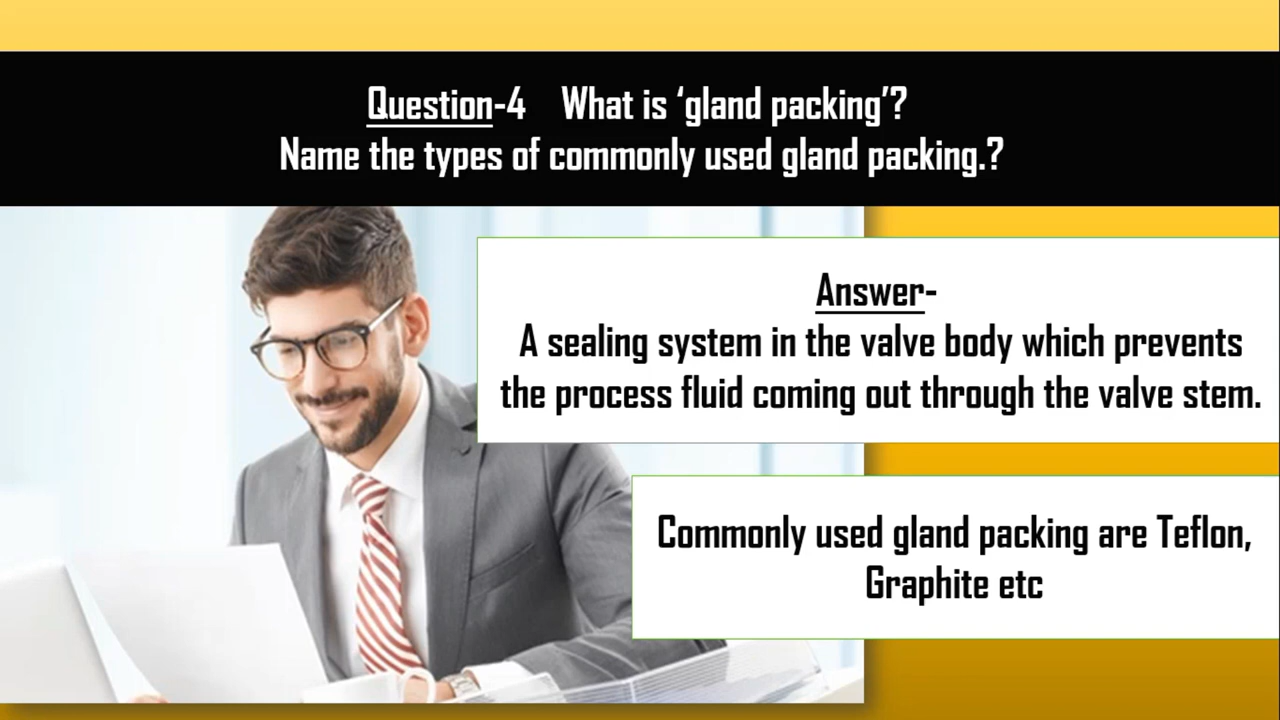 Question-4 What is ‘gland packing’?
Name the types of commonly used gland packing.?
Answer-
A sealing system in the valve body which prevents
the process fluid coming out through the valve stem.
Commonly used gland packing are Teflon,
Graphite etc